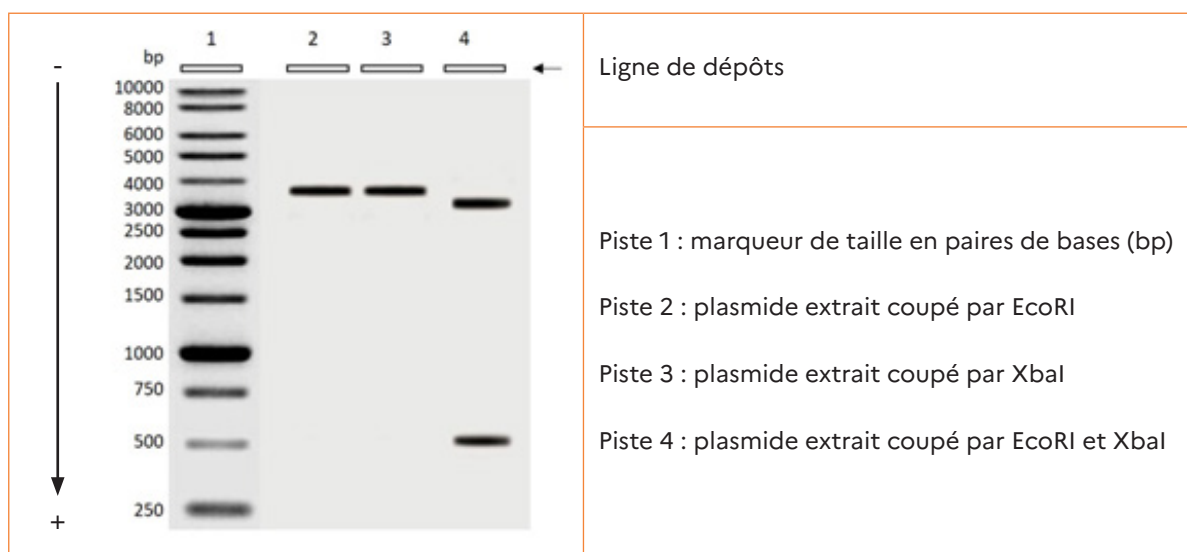 1 2 3 4
bp
-
Ligne de dépôts
10000
8000
6000
5000
4000
3000
2500
2000
1500
1000
750
500
250
+
Piste 1 : marqueur de taille en paires de bases (bp)
Piste 2 : plasmide extrait coupé par EcoRI
Piste 3 : plasmide extrait coupé par XbaI
Piste 4 : plasmide extrait coupé par EcoRI et XbaI